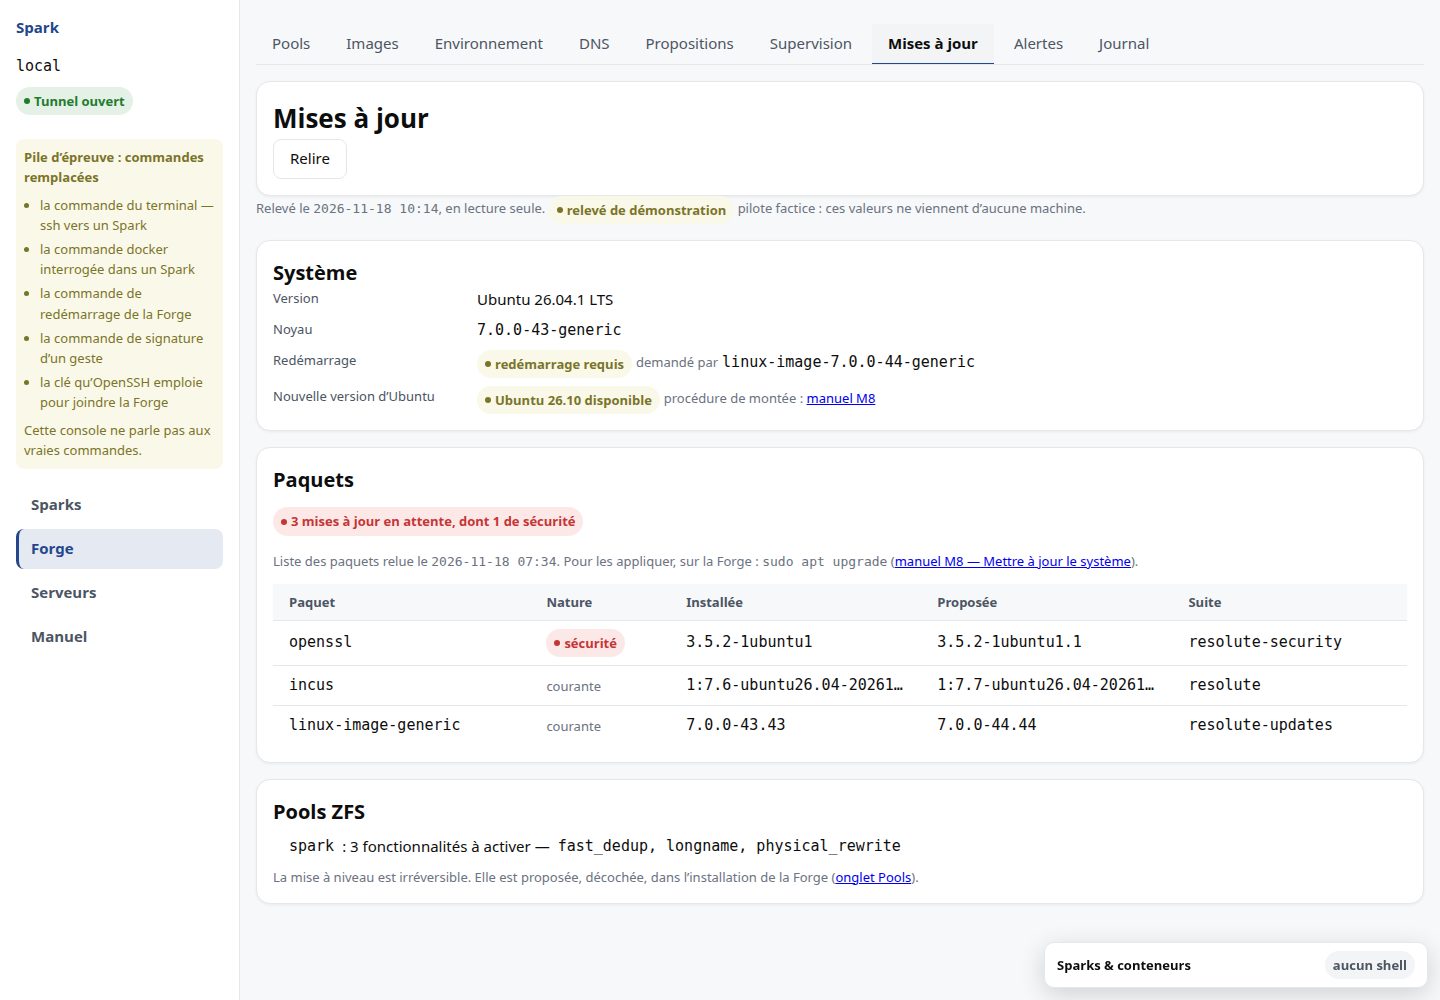 Spark
local
Tunnel ouvert
Pile d’épreuve : commandes
remplacées
la commande du terminal —
ssh vers un Spark
la commande docker
interrogée dans un Spark
la commande de
redémarrage de la Forge
la commande de signature
d’un geste
la clé qu’OpenSSH emploie
pour joindre la Forge
Cette console ne parle pas aux
vraies commandes.
Sparks
Forge
Serveurs
Manuel
Pools Images Environnement DNS Propositions Supervision Mises à jour Alertes Journal
Mises à jour
Relire
Relevé le 2026-11-18 10:14, en lecture seule. relevé de démonstration pilote factice : ces valeurs ne viennent d’aucune machine.
Système
Version Ubuntu 26.04.1 LTS
Noyau 7.0.0-43-generic
Redémarrage redémarrage requis demandé par linux-image-7.0.0-44-generic
Nouvelle version d’Ubuntu Ubuntu 26.10 disponible procédure de montée : manuel M8
Paquets
3 mises à jour en attente, dont 1 de sécurité
Liste des paquets relue le 2026-11-18 07:34. Pour les appliquer, sur la Forge : sudo apt upgrade (manuel M8 — Mettre à jour le système).
Paquet Nature Installée Proposée Suite
openssl sécurité 3.5.2-1ubuntu1 3.5.2-1ubuntu1.1 resolute-security
incus courante 1:7.6-ubuntu26.04-20261… 1:7.7-ubuntu26.04-20261… resolute
linux-image-generic courante 7.0.0-43.43 7.0.0-44.44 resolute-updates
Pools ZFS
spark : 3 fonctionnalités à activer — fast_dedup, longname, physical_rewrite
La mise à niveau est irréversible. Elle est proposée, décochée, dans l’installation de la Forge (onglet Pools).
Sparks & conteneurs aucun shell